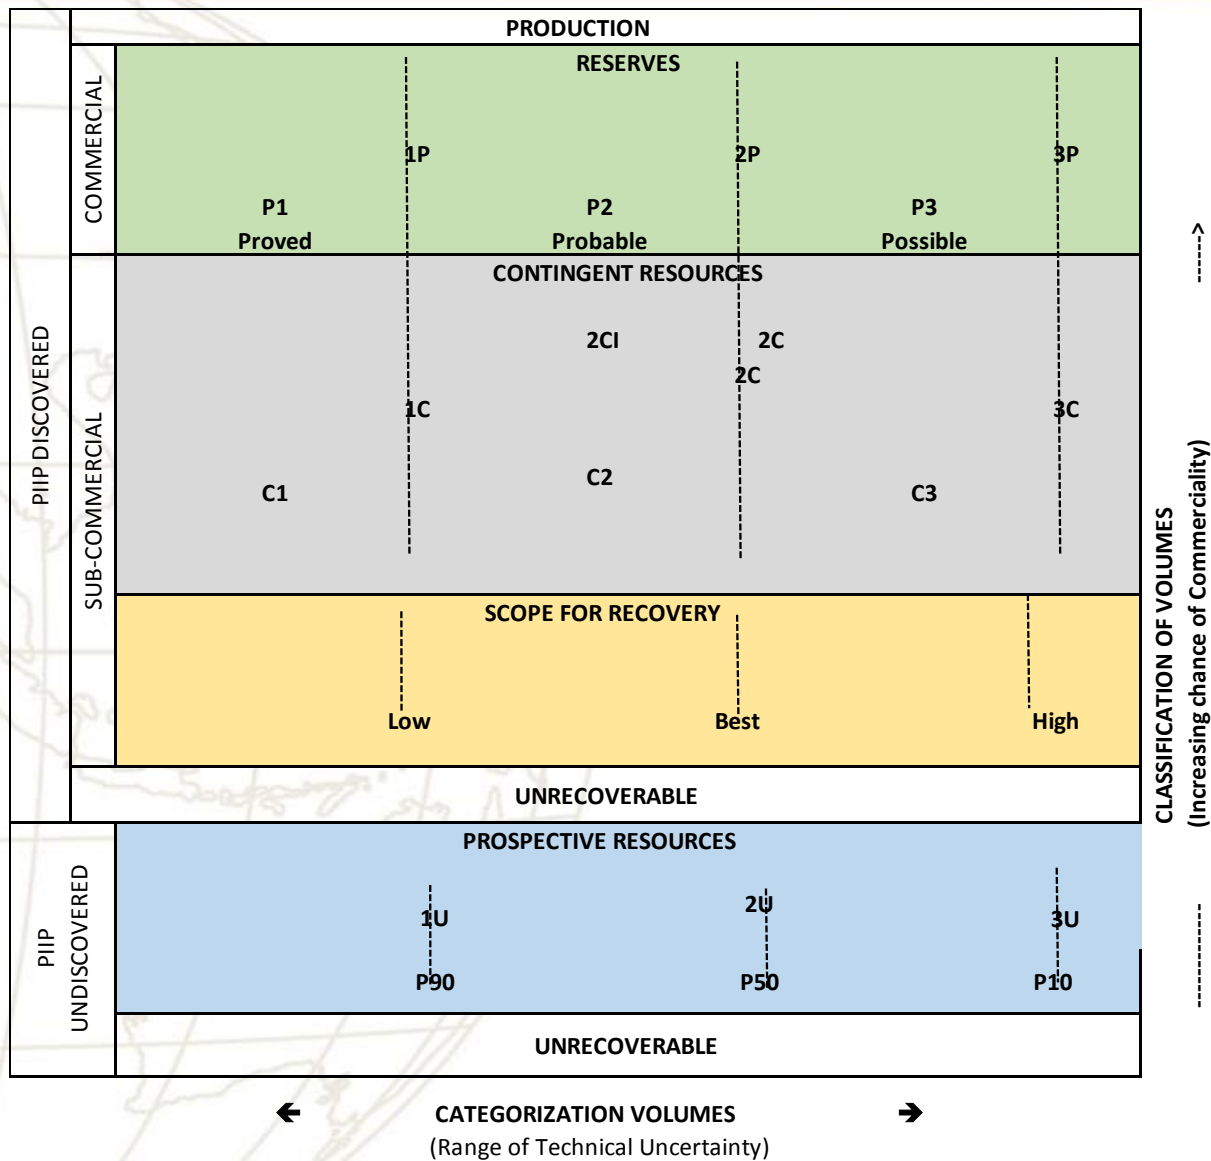 PRODUCTION
COMMERCIAL
RESERVES
1P 2P 3P
P1 P2 P3
Proved Probable Possible
PIIP DISCOVERED
SUB-COMMERCIAL
CONTINGENT RESOURCES
2CI 2C
2C
1C 3C
C2
C1 C3
SCOPE FOR RECOVERY
Low Best High
UNRECOVERABLE
PIIP
UNDISCOVERED
PROSPECTIVE RESOURCES
1U 2U 3U
P90 P50 P10
UNRECOVERABLE
CLASSIFICATION OF VOLUMES
(Increasing chance of Commerciality)
CATEGORIZATION VOLUMES
(Range of Technical Uncertainty)